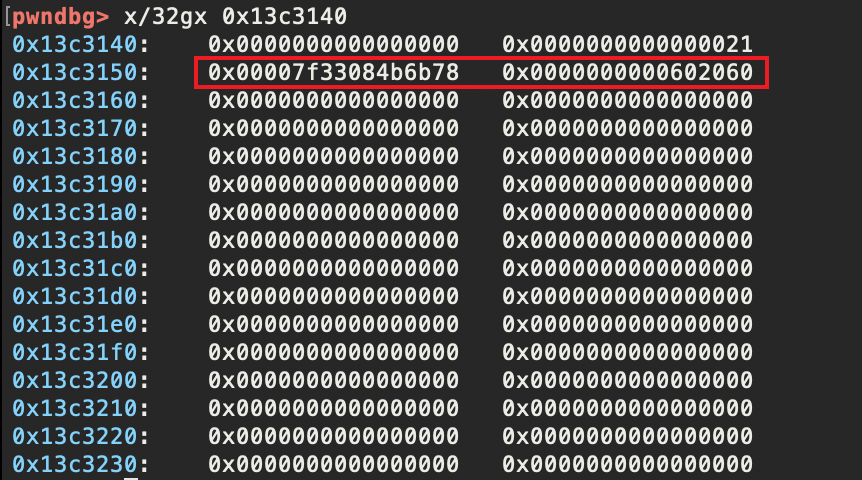 [pwndbg> x/32gx 0x13c3140
0x13c3140: 0x0000000000000000 0x0000000000000021
0x13c3150: 0x00007f33084b6b78 0x0000000000602060
0x13c3160: 0x0000000000000000 0x0000000000000000
0x13c3170: 0x0000000000000000 0x0000000000000000
0x13c3180: 0x0000000000000000 0x0000000000000000
0x13c3190: 0x0000000000000000 0x0000000000000000
0x13c31a0: 0x0000000000000000 0x0000000000000000
0x13c31b0: 0x0000000000000000 0x0000000000000000
0x13c31c0: 0x0000000000000000 0x0000000000000000
0x13c31d0: 0x0000000000000000 0x0000000000000000
0x13c31e0: 0x0000000000000000 0x0000000000000000
0x13c31f0: 0x0000000000000000 0x0000000000000000
0x13c3200: 0x0000000000000000 0x0000000000000000
0x13c3210: 0x0000000000000000 0x0000000000000000
0x13c3220: 0x0000000000000000 0x0000000000000000
0x13c3230: 0x0000000000000000 0x0000000000000000